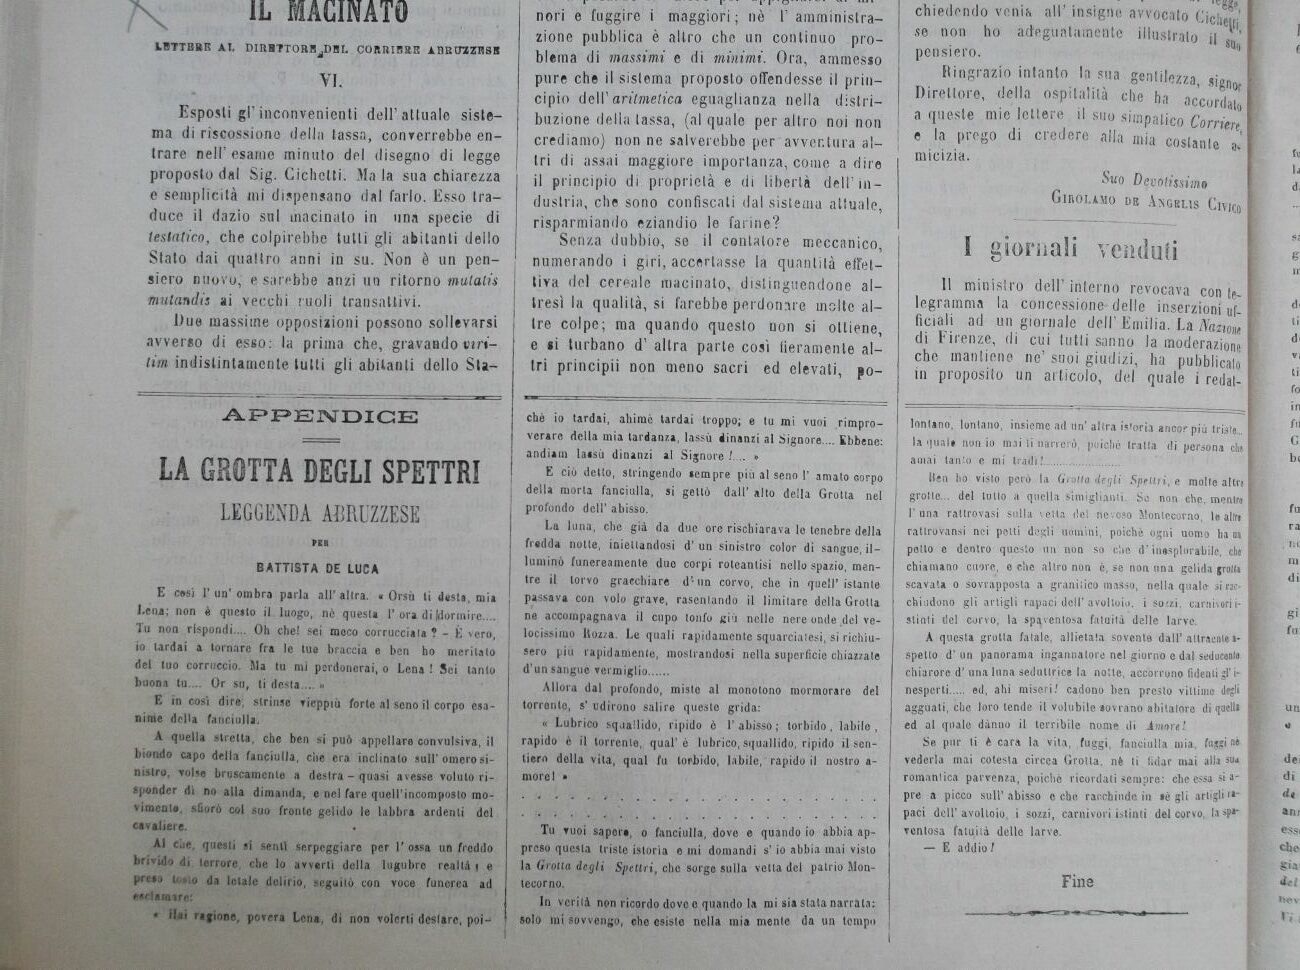 IL MACINATO
LETTERE AL DIRETTORE DEL CORRIERE ABRUZZESE
VI.
Esposti gl' inconvenienti dell' attuale siste-
ma di riscossione della tassa, converrebbe en-
trare nell' esame minuto del disegno di legge
proposto dal Sig. Cichetti. Ma la sua chiarezza
e semplicità mi dispensano dal farlo. Esso tra-
duce il dazio sul macinato in una specie di
testatico, che colpirebbe tutti gli abitanti dello
Stato dai quattro anni in su. Non è un pen-
siero nuovo, e sarebbe anzi un ritorno mutatis
mutandis ai vecchi ruoli transattivi.
Due massime opposizioni possono sollevarsi
avverso di esso: la prima che, gravando viri-
tim indistintamente tutti gli abitanti dello Sta-
nori e fuggire i maggiori; nè l' amministra-
zione pubblica è altro che un continuo pro-
blema di massimi e di minimi. Ora, ammesso
pure che il sistema proposto offendesse il prin-
cipio dell' aritmetica eguaglianza nella distri-
buzione della tassa, (al quale per altro noi non
crediamo) non ne salverebbe per avventura al-
tri di assai maggiore importanza, come a dire
il principio di proprietà e di libertà dell' in-
dustria, che sono confiscati dal sistema attuale,
risparmiando eziandio le farine?
Senza dubbio, se il contatore meccanico,
numerando i giri, accertasse la quantità effet-
tiva del cereale macinato, distinguendone al-
tresì la qualità, si farebbe perdonare molte al-
tre colpe; ma quando questo non si ottiene,
e si turbano d' altra parte così fieramente al-
tri principii non meno sacri ed elevati, po-
chiedendo venia all' insigne avvocato Cichetti,
se non ho adeguatamente illustrato il suo
pensiero.
Ringrazio intanto la sua gentilezza, signor
Direttore, della ospitalità che ha accordato
a queste mie lettere il suo simpatico Corriere,
e la prego di credere alla mia costante a-
micizia.
Suo Devotissimo
GIROLAMO DE ANGELIS CIVICO
I giornali venduti
Il ministro dell' interno revocava con te-
legramma la concessione delle inserzioni uf-
ficiali ad un giornale dell' Emilia. La Nazione
di Firenze, di cui tutti sanno la moderazione
che mantiene ne' suoi giudizi, ha pubblicato
in proposito un articolo, del quale i redat-
APPENDICE
LA GROTTA DEGLI SPETTRI
LEGGENDA ABRUZZESE
PER
BATTISTA DE LUCA
E così l' un' ombra parla all' altra. « Orsù ti desta, mia
Lena; non è questo il luogo, nè questa l' ora di dormire....
Tu non rispondi.... Oh che! sei meco corrucciata? - È vero,
io tardai a tornare fra le tue braccia e ben ho meritato
del tuo corruccio. Ma tu mi perdonerai, o Lena! Sei tanto
buona tu.... Or su, ti desta.... »
E in così dire, strinse vieppiù forte al seno il corpo esa-
nime della fanciulla.
A quella stretta, che ben si può appellare convulsiva, il
biondo capo della fanciulla, che era inclinato sull' omero si-
nistro, volse bruscamente a destra - quasi avesse voluto ri-
sponder di no alla dimanda, e nel fare quell' incomposto mo-
vimento, sfiorò col suo fronte gelido le labbra ardenti del
cavaliere.
Al che, questi si sentì serpeggiare per l' ossa un freddo
brivido di terrore, che lo avvertì della lugubre realtà; e
preso tosto da letale delirio, seguitò con voce funerea ad
esclamare:
« Hai ragione, povera Lena, di non volerti destare, poi-
chè io tardai, ahimè tardai troppo; e tu mi vuoi rimpro-
verare della mia tardanza, lassù dinanzi al Signore.... Ebbene:
andiam lassù dinanzi al Signore!.... »
E ciò detto, stringendo sempre più al seno l' amato corpo
della morta fanciulla, si gettò dall' alto della Grotta nel
profondo dell' abisso.
La luna, che già da due ore rischiarava le tenebre della
fredda notte, iniettandosi d' un sinistro color di sangue, il-
luminò funereamente due corpi roteantisi nello spazio, men-
tre il torvo gracchiare d' un corvo, che in quell' istante
passava con volo grave, rasentando il limitare della Grotta
ne accompagnava il cupo tonfo giù nelle nere onde del ve-
locissimo Rozza. Le quali rapidamente squarciatesi, si richiu-
sero più rapidamente, mostrandosi nella superficie chiazzate
d' un sangue vermiglio......
Allora dal profondo, miste al monotono mormorare del
torrente, s' udirono salire queste grida:
« Lubrico squallido, ripido è l' abisso; torbido, labile,
rapido è il torrente, qual' è lubrico, squallido, ripido il sen-
tiero della vita, qual fu torbido, labile, rapido il nostro a-
more! »
. . . . . . . . . . . . . . . . . .
. . . . . . . . . . . . . . . . . .
Tu vuoi sapere, o fanciulla, dove e quando io abbia ap-
preso questa triste istoria e mi domandi s' io abbia mai visto
la Grotta degli Spettri, che sorge sulla vetta del patrio Mon-
tecorno.
In verità non ricordo dove e quando la mi sia stata narrata:
solo mi sovvengo, che esiste nella mia mente da un tempo
lontano, lontano, insieme ad un' altra istoria ancor più triste...
la quale non io mai ti narrerò, poichè tratta di persona che
amai tanto e mi tradì!......................
Ben ho visto però la Grotta degli Spettri, e molte altre
grotte... del tutto a quella simiglianti. Se non che, mentre
l' una rattrovasi sulla vetta del nevoso Montecorno, le altre
rattrovansi nei petti degli uomini, poichè ogni uomo ha un
petto e dentro questo un non so che d' inesplorabile, che
chiamano cuore, e che altro non è, se non una gelida grotta
scavata o sovrapposta a granitico masso, nella quale si rac-
chiudono gli artigli rapaci dell' avoltoio, i sozzi, carnivori i-
stinti del corvo, la spaventosa fatuità delle larve.
A questa grotta fatale, allietata sovente dall' attraente a-
spetto d' un panorama ingannatore nel giorno e dal seducente
chiarore d' una luna seduttrice la notte, accorrono fidenti gl' i-
nesperti.... ed, ahi miseri! cadono ben presto vittime degli
agguati, che loro tende il volubile sovrano abitatore di quella
ed al quale dànno il terribile nome di Amore!
Se pur ti è cara la vita, fuggi, fanciulla mia, fuggi nè
vederla mai cotesta circea Grotta, nè ti fidar mai alla sua
romantica parvenza, poichè ricordati sempre: che essa si a-
pre a picco sull' abisso e che racchiude in sè gli artigli ra-
paci dell' avoltoio, i sozzi, carnivori istinti del corvo, la spa-
ventosa fatuità delle larve.
— E addio!
Fine